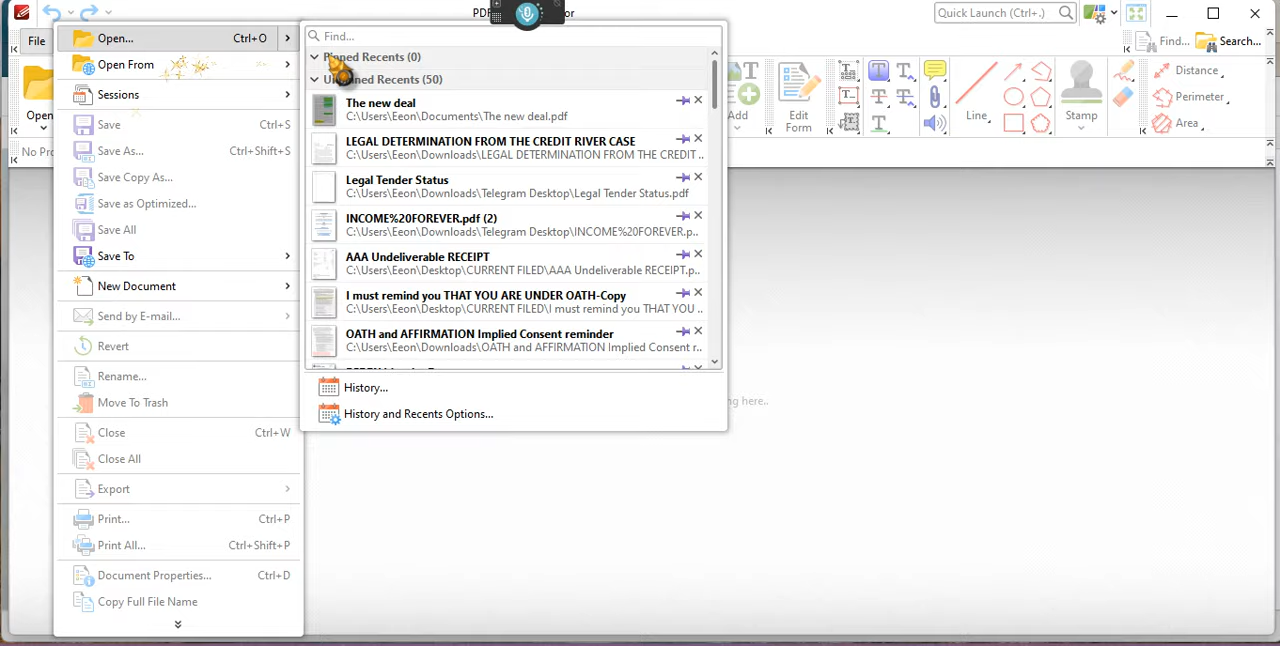 PDF
or
Quick Launch (Ctrl+.)
File
Open... Ctrl+O
Find...
Find...
Search...
Open From
Pinned Recents (0)
Sessions
Unpinned Recents (50)
Open
Save Ctrl+S
The new deal
C:\Users\Eeon\Documents\The new deal.pdf
Save As... Ctrl+Shift+S
LEGAL DETERMINATION FROM THE CREDIT RIVER CASE
C:\Users\Eeon\Downloads\LEGAL DETERMINATION FROM THE CREDIT ..
Save Copy As...
Legal Tender Status
C:\Users\Eeon\Downloads\Telegram Desktop\Legal Tender Status.pdf
Save as Optimized...
INCOME%20FOREVER.pdf (2)
C:\Users\Eeon\Downloads\Telegram Desktop\INCOME%20FOREVER.p..
Save All
Save To
AAA Undeliverable RECEIPT
C:\Users\Eeon\Desktop\CURRENT FILED\AAA Undeliverable RECEIPT.p..
New Document
I must remind you THAT YOU ARE UNDER OATH-Copy
C:\Users\Eeon\Desktop\CURRENT FILED\I must remind you THAT YOU ..
Send by E-mail...
OATH and AFFIRMATION Implied Consent reminder
C:\Users\Eeon\Downloads\OATH and AFFIRMATION Implied Consent r..
Revert
Rename...
History...
Move To Trash
History and Recents Options...
Close Ctrl+W
Close All
Export
Print... Ctrl+P
Print All... Ctrl+Shift+P
Document Properties... Ctrl+D
Copy Full File Name
Add
Edit
Form
Line
Stamp
Distance
Perimeter
Area
No Pro
ng here..